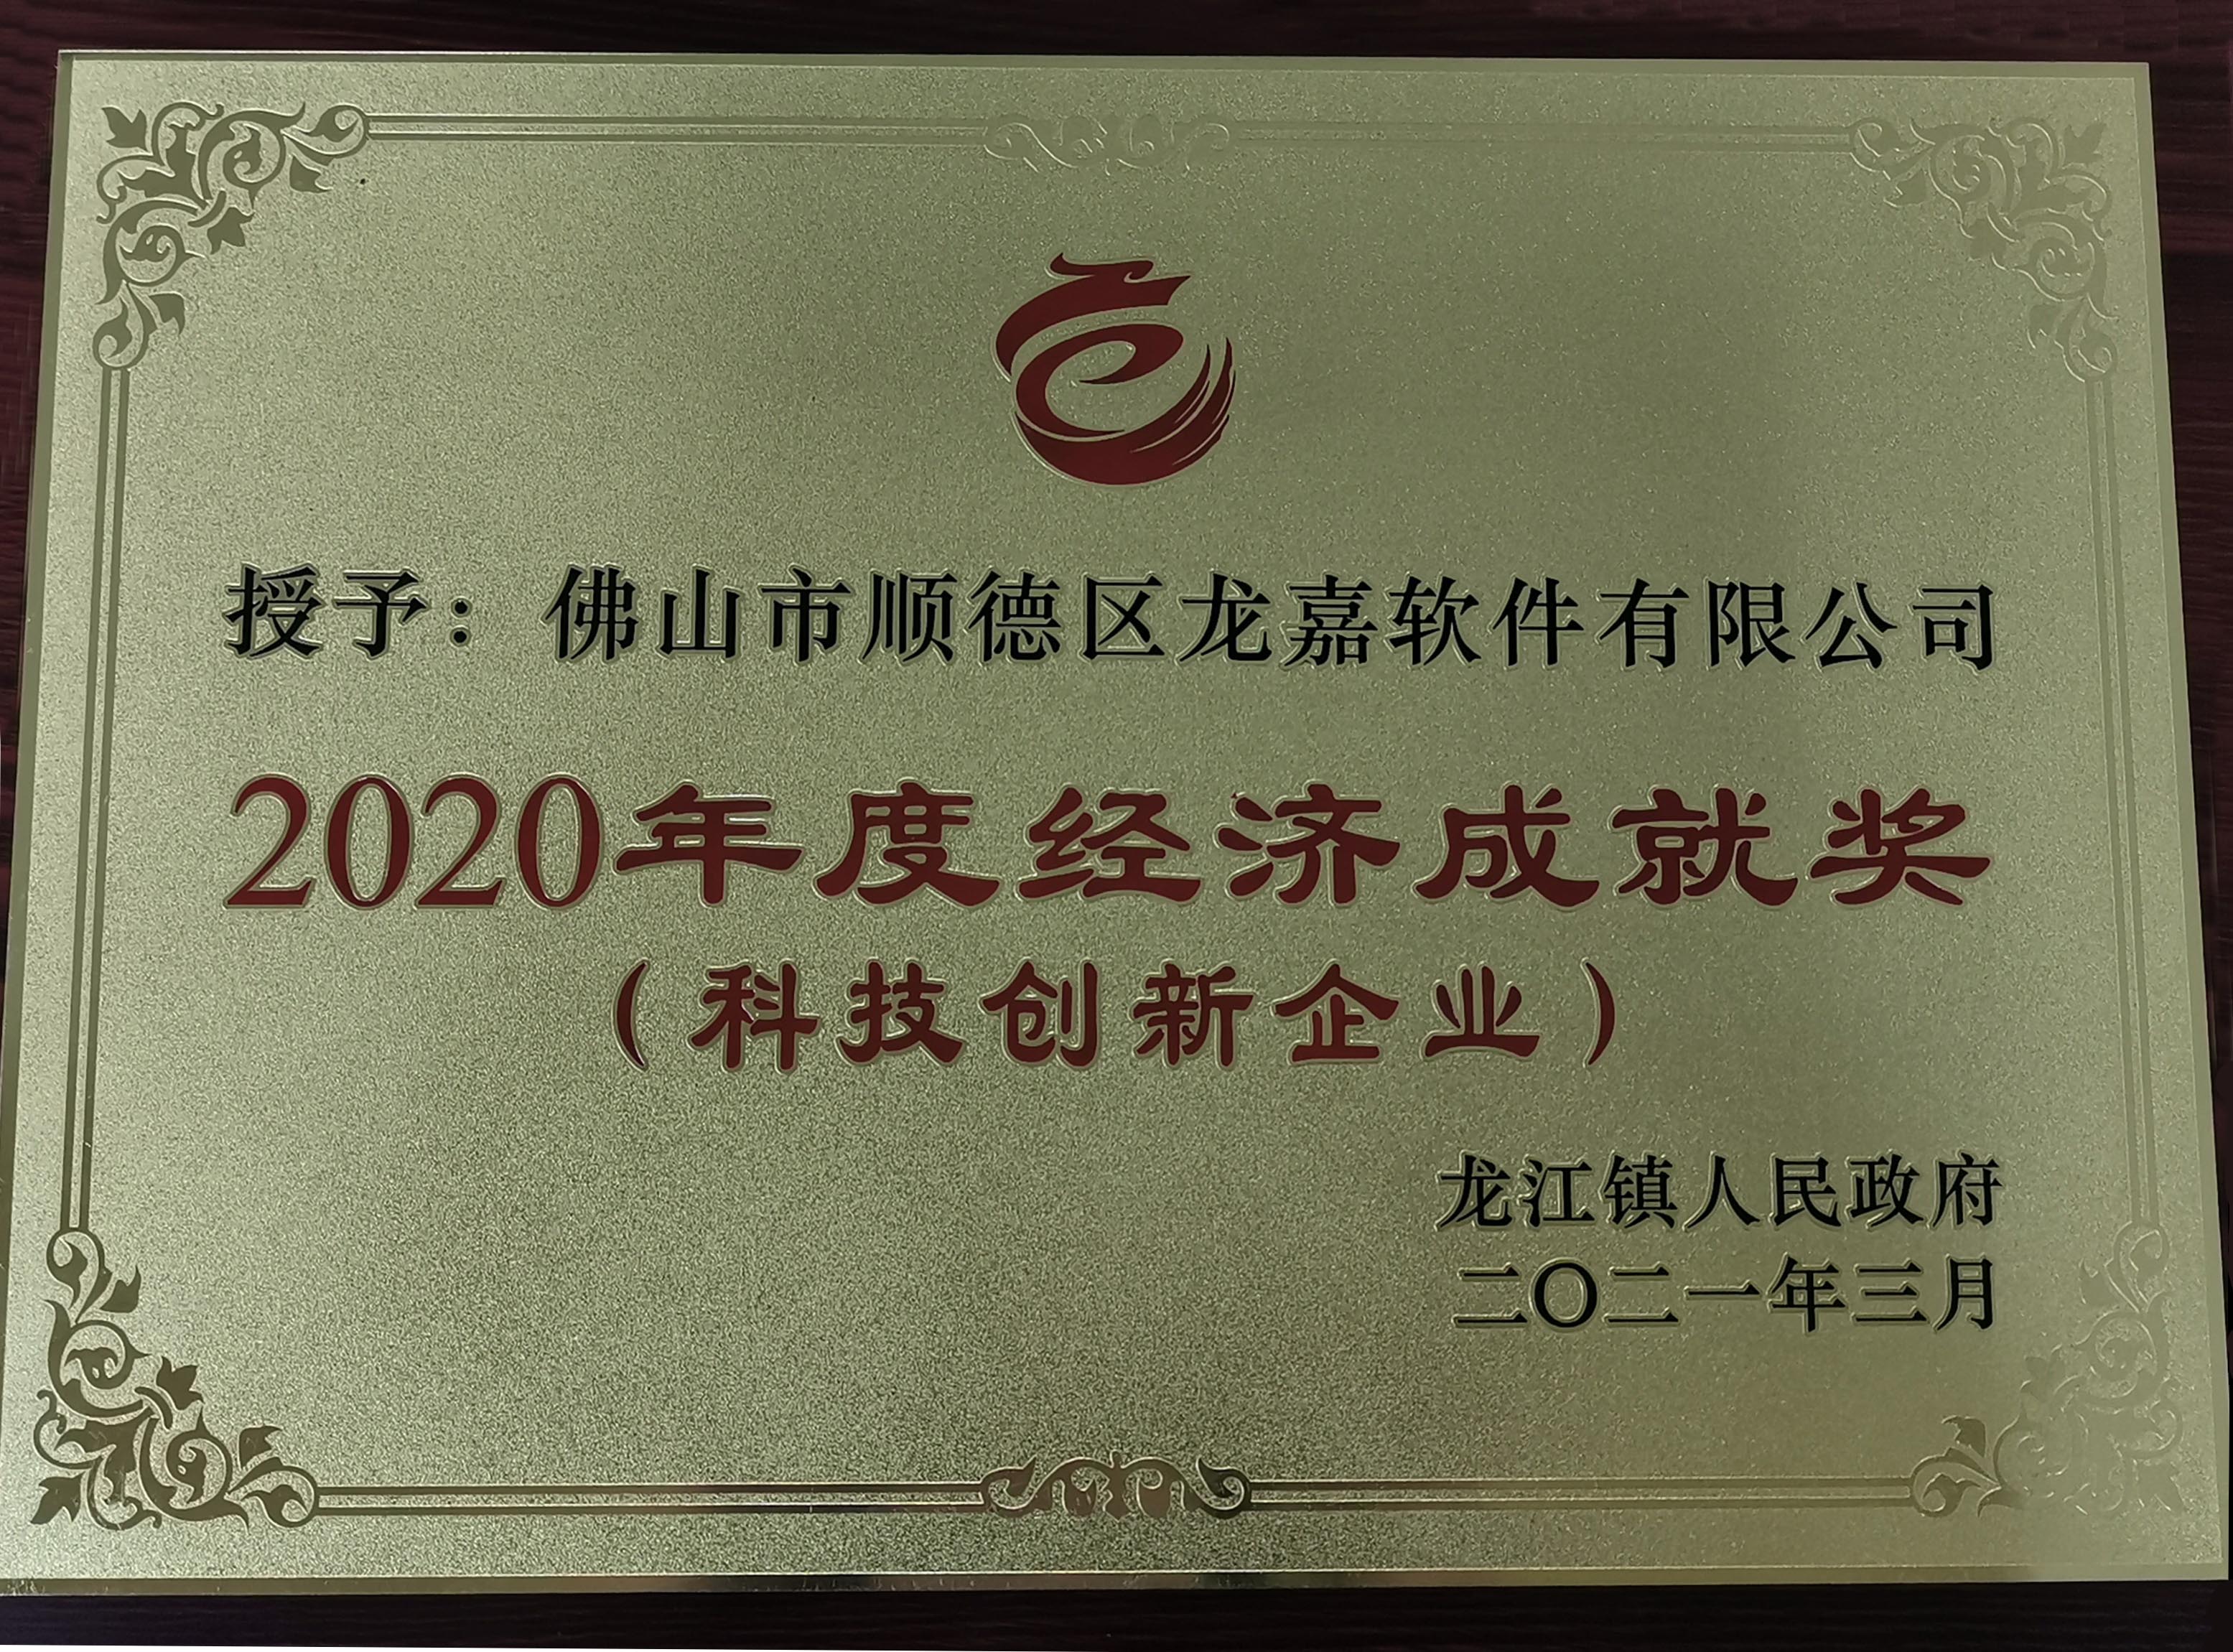 授予：佛山市顺德区龙嘉软件有限公司
2020年度经济成就奖
（科技创新企业）
龙江镇人民政府
二〇二一年三月